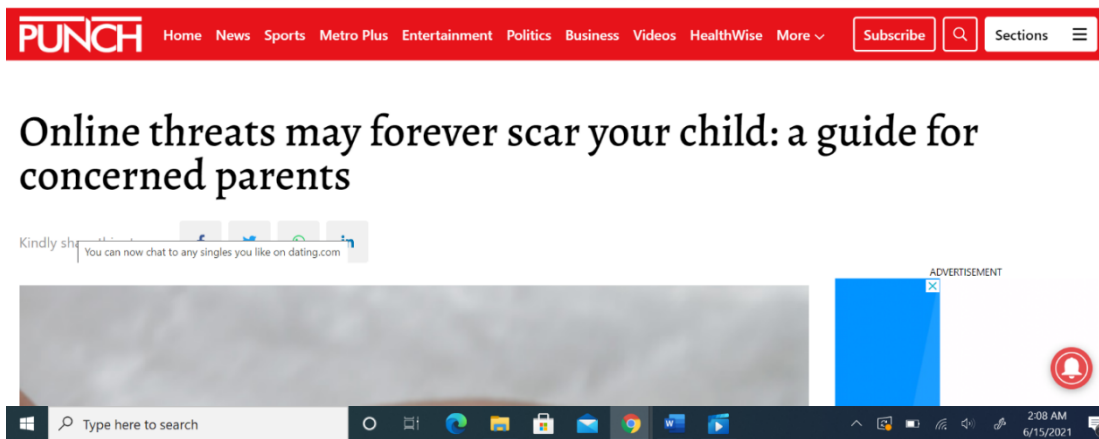 PUNCH Home News Sports Metro Plus Entertainment Politics Business Videos HealthWise More Subscribe Sections
Online threats may forever scar your child: a guide for
concerned parents
Kindly
You can now chat to any singles you like on dating.com
ADVERTISEMENT
Type here to search
2:08 AM
6/15/2021